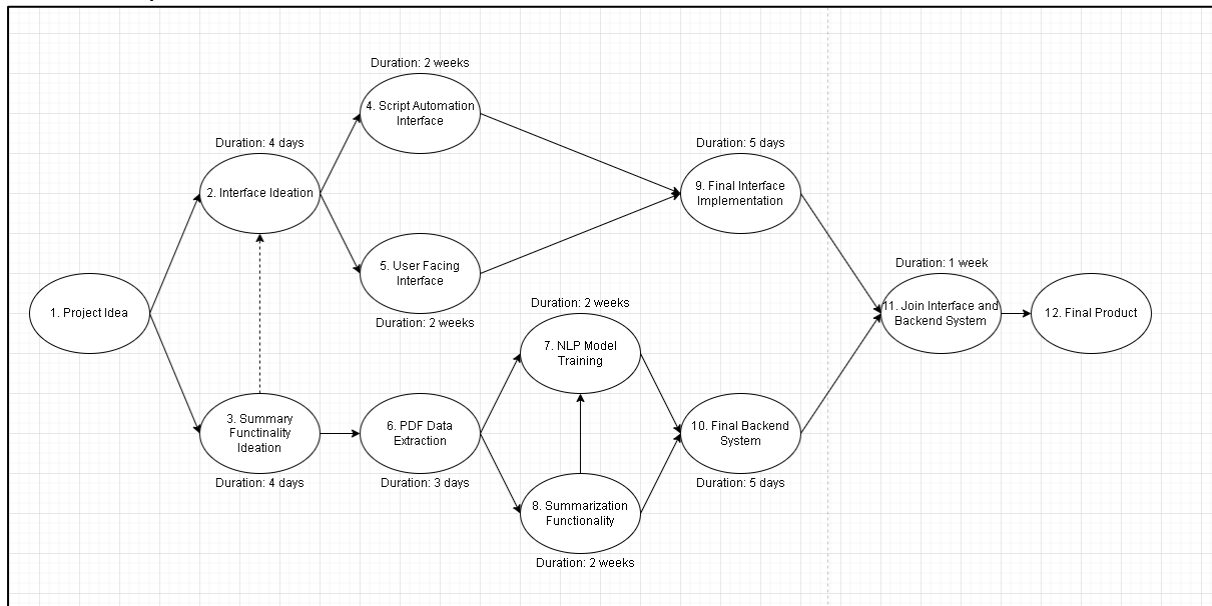 Duration: 2 weeks
4. Script Automation
Interface
Duration: 4 days
2. Interface Ideation
Duration: 5 days
9. Final Interface
Implementation
5. User Facing
Interface
Duration: 2 weeks
1. Project Idea
Duration: 1 week
11. Join Interface and
Backend System
12. Final Product
Duration: 2 weeks
7. NLP Model
Training
3. Summary
Functinality
Ideation
Duration: 4 days
6. PDF Data
Extraction
Duration: 3 days
10. Final Backend
System
Duration: 5 days
8. Summarization
Functionality
Duration: 2 weeks